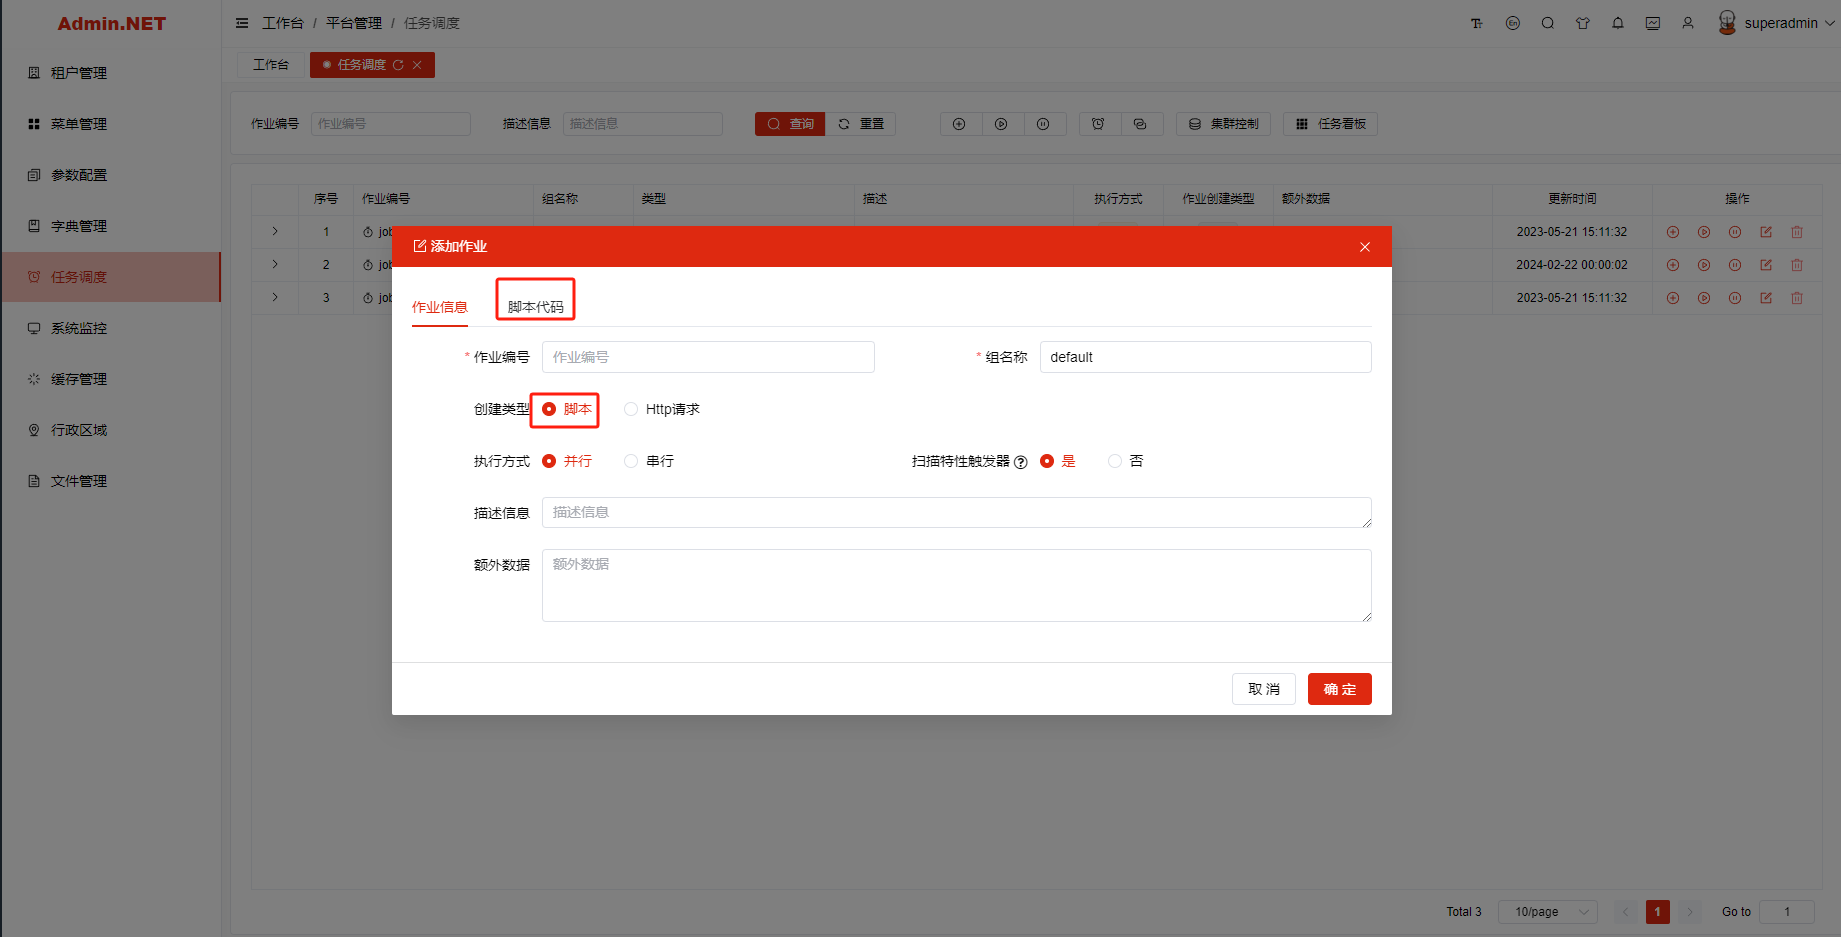 Admin.NET
工作台 / 平台管理 / 任务调度
superadmin
租户管理
菜单管理
参数配置
字典管理
任务调度
系统监控
缓存管理
行政区域
文件管理
工作台
任务调度
作业编号 作业编号 描述信息 描述信息 查询 重置 集群控制 任务看板
序号 作业编号 组名称 类型 描述 执行方式 作业创建类型 额外数据 更新时间 操作
1 job 2023-05-21 15:11:32
2 job 2024-02-22 00:00:02
3 job 2023-05-21 15:11:32
添加作业
作业信息 脚本代码
* 作业编号 作业编号 * 组名称 default
创建类型 脚本 Http请求
执行方式 并行 串行 扫描特性触发器 是 否
描述信息 描述信息
额外数据 额外数据
取 消 确 定
Total 3 10/page 1 Go to 1